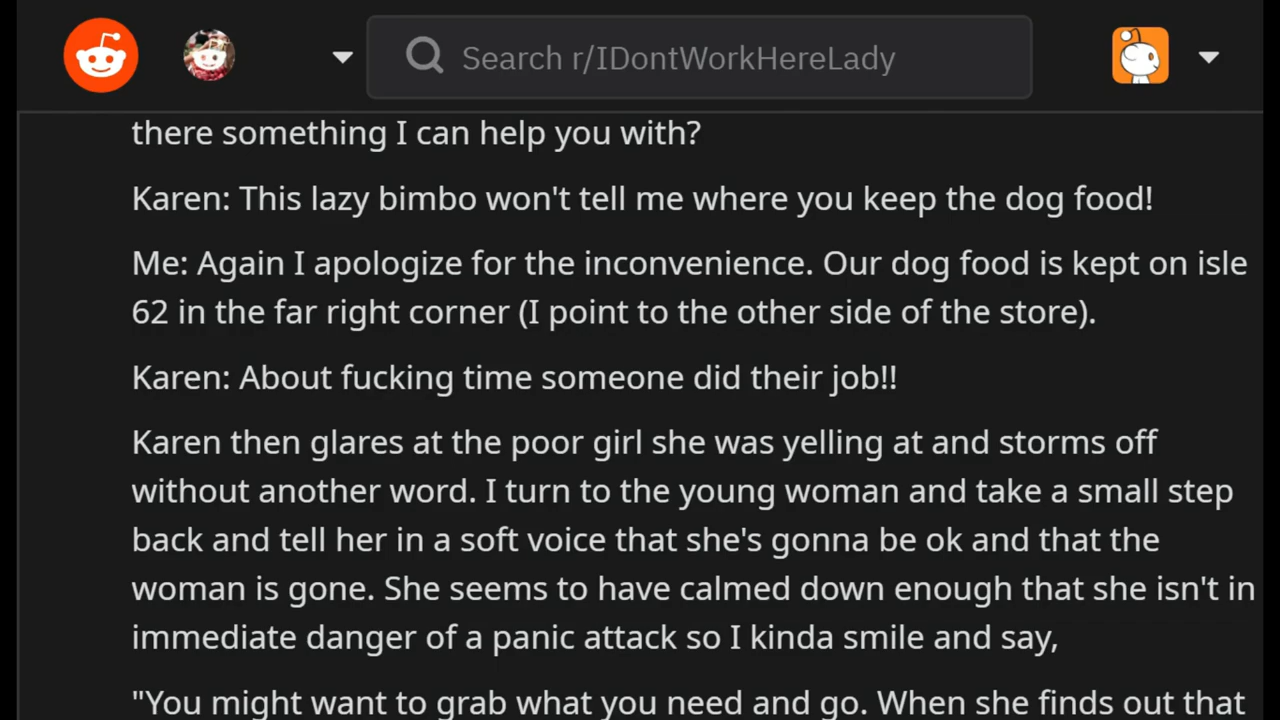 Search r/IDontWorkHereLady
there something I can help you with?
Karen: This lazy bimbo won't tell me where you keep the dog food!
Me: Again I apologize for the inconvenience. Our dog food is kept on isle
62 in the far right corner (I point to the other side of the store).
Karen: About fucking time someone did their job!!
Karen then glares at the poor girl she was yelling at and storms off
without another word. I turn to the young woman and take a small step
back and tell her in a soft voice that she's gonna be ok and that the
woman is gone. She seems to have calmed down enough that she isn't in
immediate danger of a panic attack so I kinda smile and say,
"You might want to grab what you need and go. When she finds out that